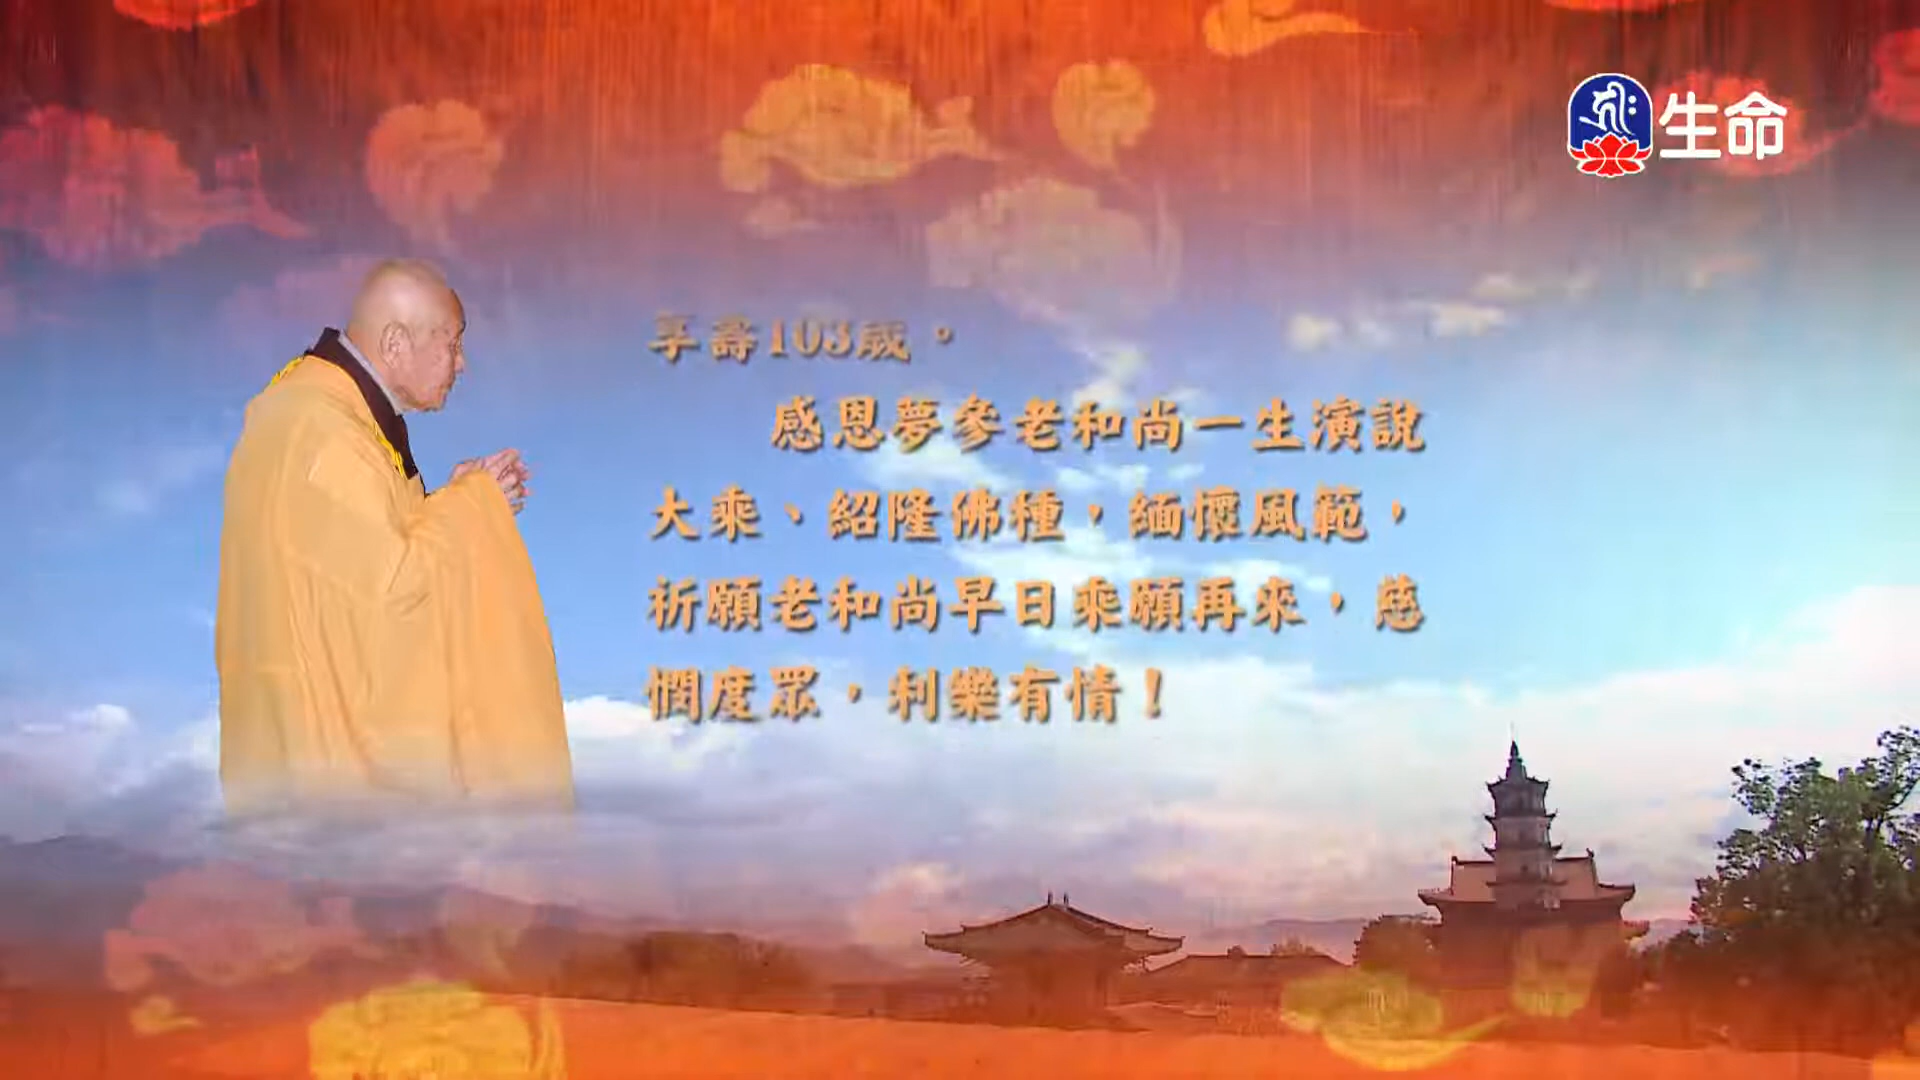 生命
享壽103歲。
感恩夢參老和尚一生演說
大乘、紹隆佛種，緬懷風範，
祈願老和尚早日乘願再來，慈
憫度眾，利樂有情！